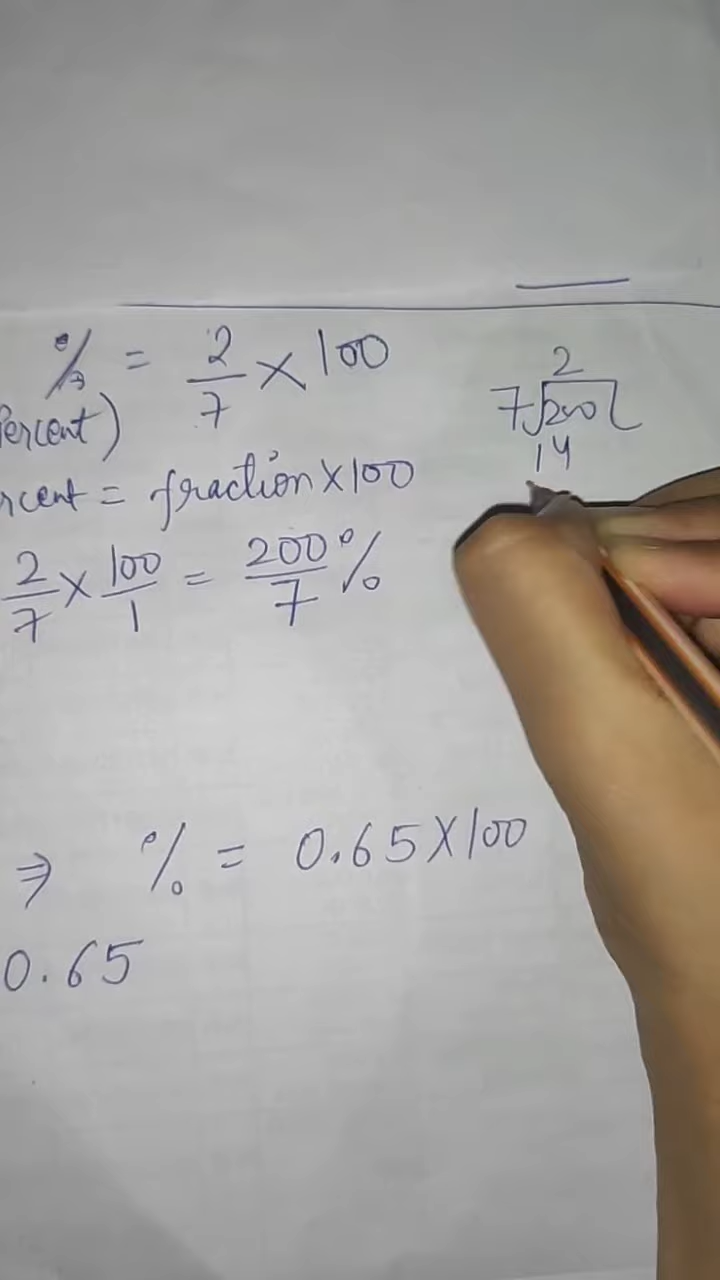 % = 2/7 × 100
Percent)
rcent = fraction×100
2/7 × 100/1 = 200/7 %
2
7)200(
14
⇒ % = 0.65×100
0.65